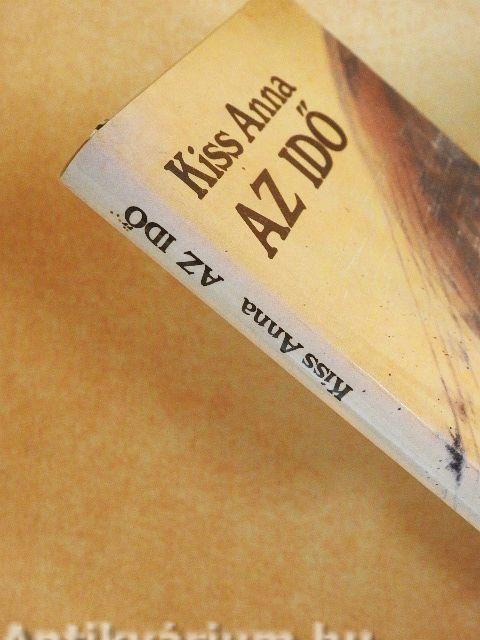 Kiss Anna
AZ IDŐ
Kiss Anna AZ IDŐ
Antikvárium.hu